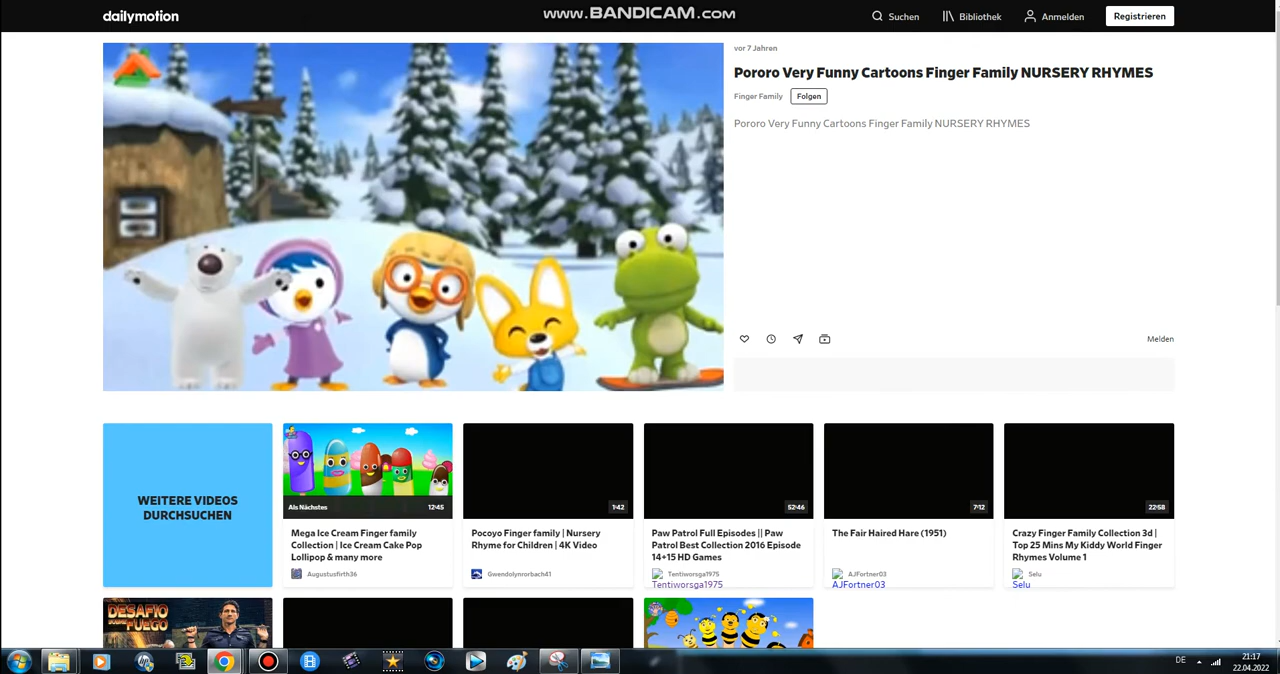 dailymotion
WWW.BANDICAM.COM
Suchen
Bibliothek
Anmelden
Registrieren
vor 7 Jahren
Pororo Very Funny Cartoons Finger Family NURSERY RHYMES
Finger Family
Folgen
Pororo Very Funny Cartoons Finger Family NURSERY RHYMES
Melden
WEITERE VIDEOS
DURCHSUCHEN
Als Nächstes
12:45
Mega Ice Cream Finger family
Collection | Ice Cream Cake Pop
Lollipop & many more
Augustusfirth36
1:42
Pocoyo Finger family | Nursery
Rhyme for Children | 4K Video
Gwendolynrorbach41
52:46
Paw Patrol Full Episodes || Paw
Patrol Best Collection 2016 Episode
14+15 HD Games
Tentiworsga1975
Tentiworsga1975
7:12
The Fair Haired Hare (1951)
AJFortner03
AJFortner03
22:58
Crazy Finger Family Collection 3d |
Top 25 Mins My Kiddy World Finger
Rhymes Volume 1
Selu
Selu
DESAFIO
SOBRE FUEGO
DE
21:17
22.04.2022